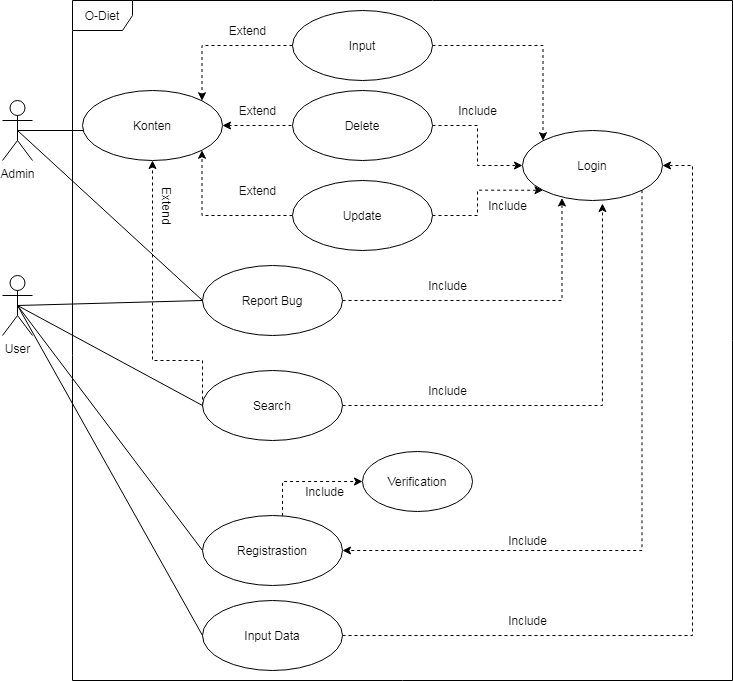 O-Diet
Extend
Input
Konten
Extend
Delete
Include
Login
Admin
Extend
Extend
Update
Include
Report Bug
Include
User
Search
Include
Verification
Include
Registrastion
Include
Input Data
Include